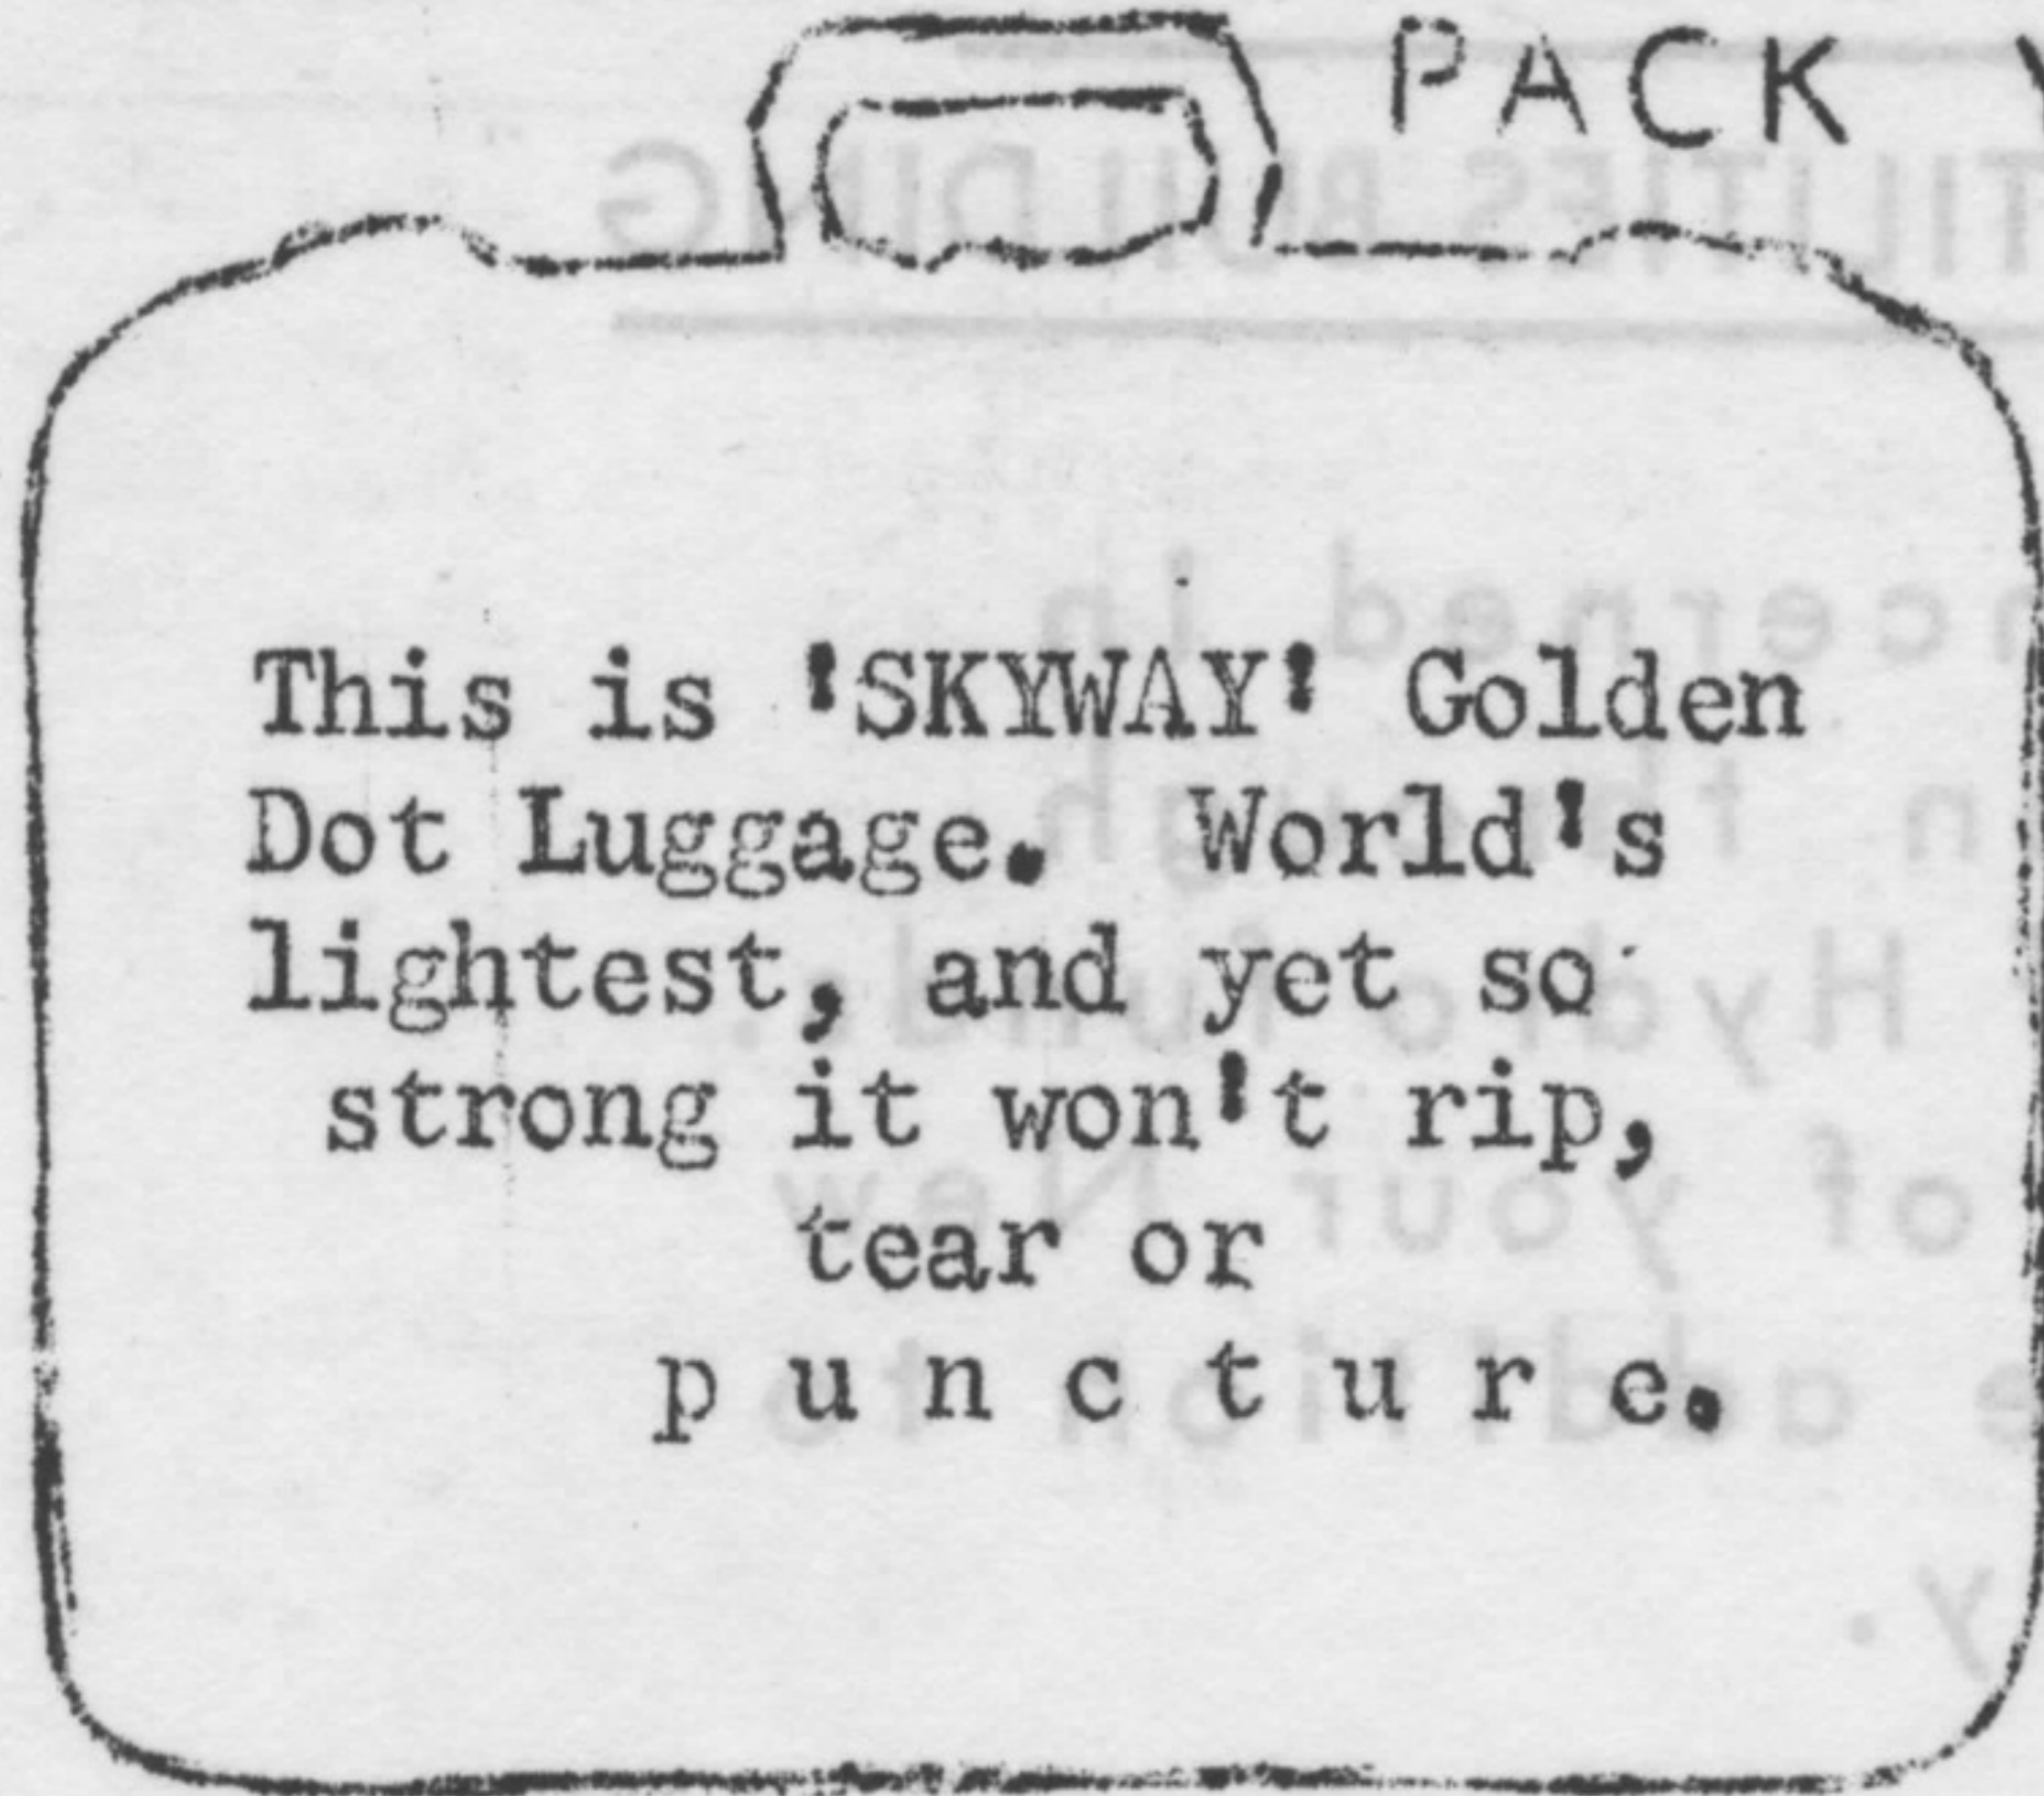 PACK
This is 'SKYWAY' Golden
Dot Luggage. World's
lightest, and yet so
strong it won't rip,
tear or
p u n c t u r e.